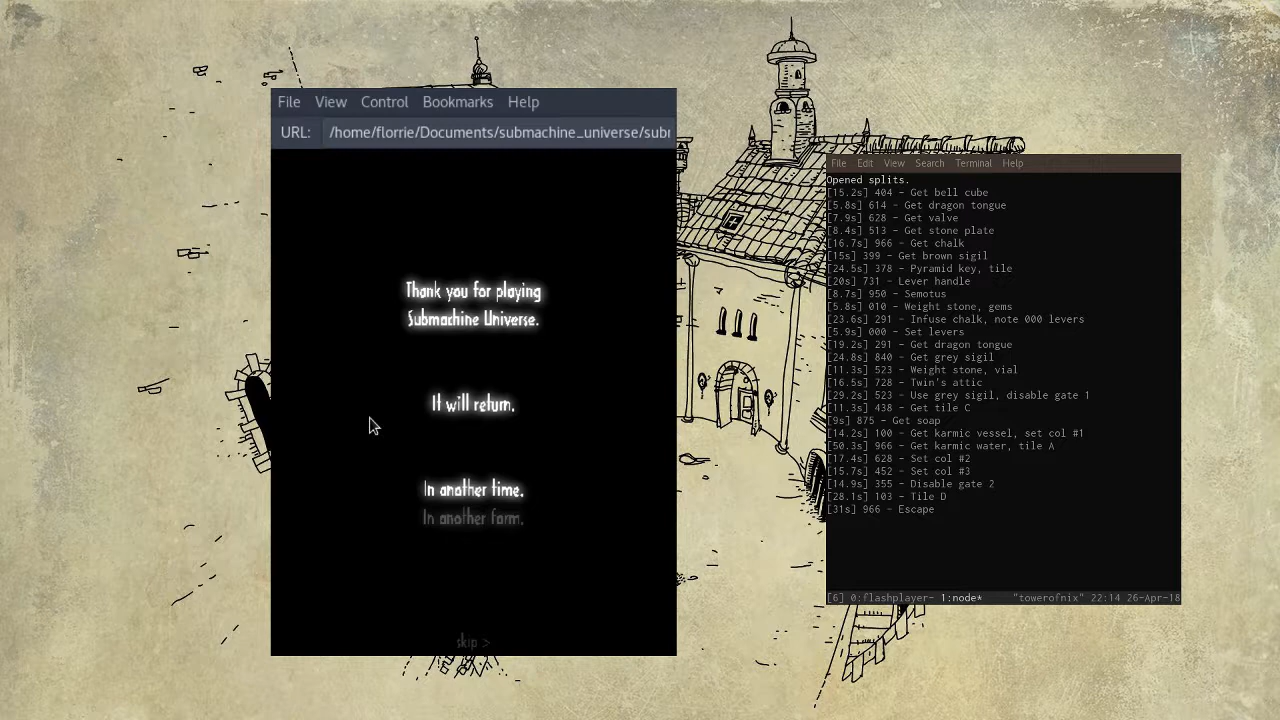 File View Control Bookmarks Help
URL: /home/florrie/Documents/submachine_universe/subm
Thank you for playing
Submachine Universe.
It will return.
In another time.
In another form.
skip >
File Edit View Search Terminal Help
Opened splits.
[15.2s] 404 - Get bell cube
[5.8s] 614 - Get dragon tongue
[7.9s] 628 - Get valve
[8.4s] 513 - Get stone plate
[16.7s] 966 - Get chalk
[15s] 399 - Get brown sigil
[24.5s] 378 - Pyramid key, tile
[20s] 731 - Lever handle
[8.7s] 950 - Semotus
[5.8s] 010 - Weight stone, gems
[23.6s] 291 - Infuse chalk, note 000 levers
[5.9s] 000 - Set levers
[19.2s] 291 - Get dragon tongue
[24.8s] 840 - Get grey sigil
[11.3s] 523 - Weight stone, vial
[16.5s] 728 - Twin's attic
[29.2s] 523 - Use grey sigil, disable gate 1
[11.3s] 438 - Get tile C
[9s] 875 - Get soap
[14.2s] 100 - Get karmic vessel, set col #1
[50.3s] 966 - Get karmic water, tile A
[17.4s] 628 - Set col #2
[15.7s] 452 - Set col #3
[14.9s] 355 - Disable gate 2
[28.1s] 103 - Tile D
[31s] 966 - Escape
[6] 0:flashplayer- 1:node* "towerofnix" 22:14 26-Apr-18